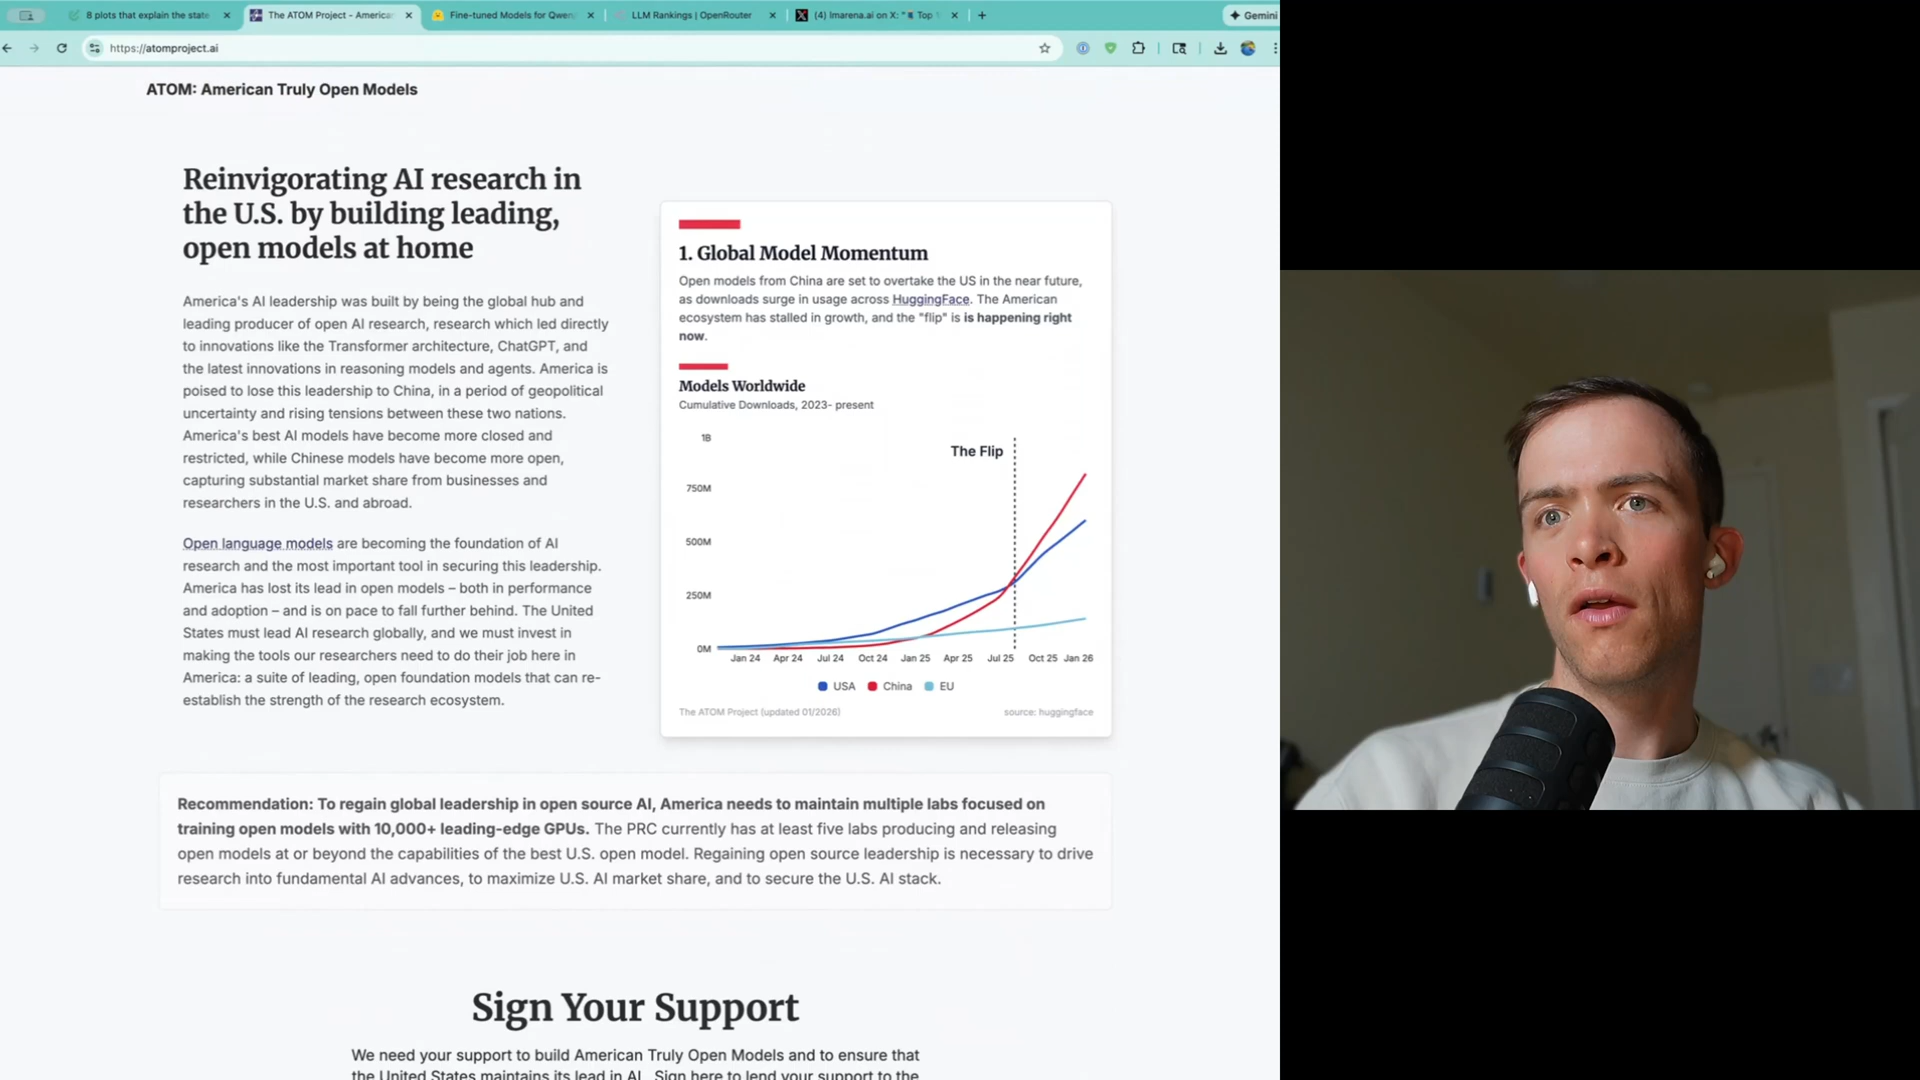 8 plots that explain the state
The ATOM Project - America
Fine-tuned Models for Qwen
LLM Rankings | OpenRouter
(4) lmarena.ai on X: "
Top
Gemini
https://atomproject.ai
ATOM: American Truly Open Models
Reinvigorating AI research in
the U.S. by building leading,
open models at home
America's AI leadership was built by being the global hub and
leading producer of open AI research, research which led directly
to innovations like the Transformer architecture, ChatGPT, and
the latest innovations in reasoning models and agents. America is
poised to lose this leadership to China, in a period of geopolitical
uncertainty and rising tensions between these two nations.
America's best AI models have become more closed and
restricted, while Chinese models have become more open,
capturing substantial market share from businesses and
researchers in the U.S. and abroad.
Open language models are becoming the foundation of AI
research and the most important tool in securing this leadership.
America has lost its lead in open models – both in performance
and adoption – and is on pace to fall further behind. The United
States must lead AI research globally, and we must invest in
making the tools our researchers need to do their job here in
America: a suite of leading, open foundation models that can re-
establish the strength of the research ecosystem.
1. Global Model Momentum
Open models from China are set to overtake the US in the near future,
as downloads surge in usage across HuggingFace. The American
ecosystem has stalled in growth, and the "flip" is is happening right
now.
Models Worldwide
Cumulative Downloads, 2023- present
1B
The Flip
750M
500M
250M
0M
Jan 24 Apr 24 Jul 24 Oct 24 Jan 25 Apr 25 Jul 25 Oct 25 Jan 26
USA China EU
The ATOM Project (updated 01/2026)
source: huggingface
Recommendation: To regain global leadership in open source AI, America needs to maintain multiple labs focused on
training open models with 10,000+ leading-edge GPUs. The PRC currently has at least five labs producing and releasing
open models at or beyond the capabilities of the best U.S. open model. Regaining open source leadership is necessary to drive
research into fundamental AI advances, to maximize U.S. AI market share, and to secure the U.S. AI stack.
Sign Your Support
We need your support to build American Truly Open Models and to ensure that
the United States maintains its lead in AI. Sign here to lend your support to the